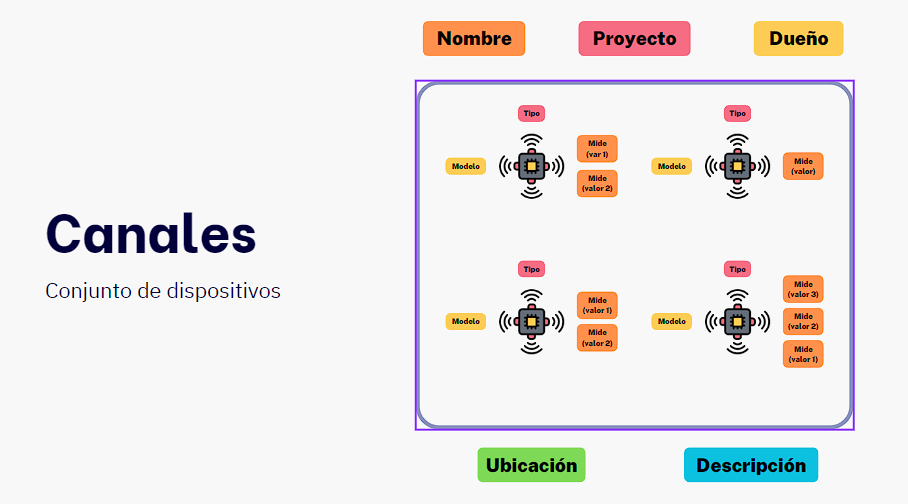 Nombre
Proyecto
Dueño
Canales
Conjunto de dispositivos
Tipo
Modelo
Mide
(var 1)
Mide
(valor 2)
Tipo
Modelo
Mide
(valor)
Tipo
Modelo
Mide
(valor 1)
Mide
(valor 2)
Tipo
Modelo
Mide
(valor 3)
Mide
(valor 2)
Mide
(valor 1)
Ubicación
Descripción